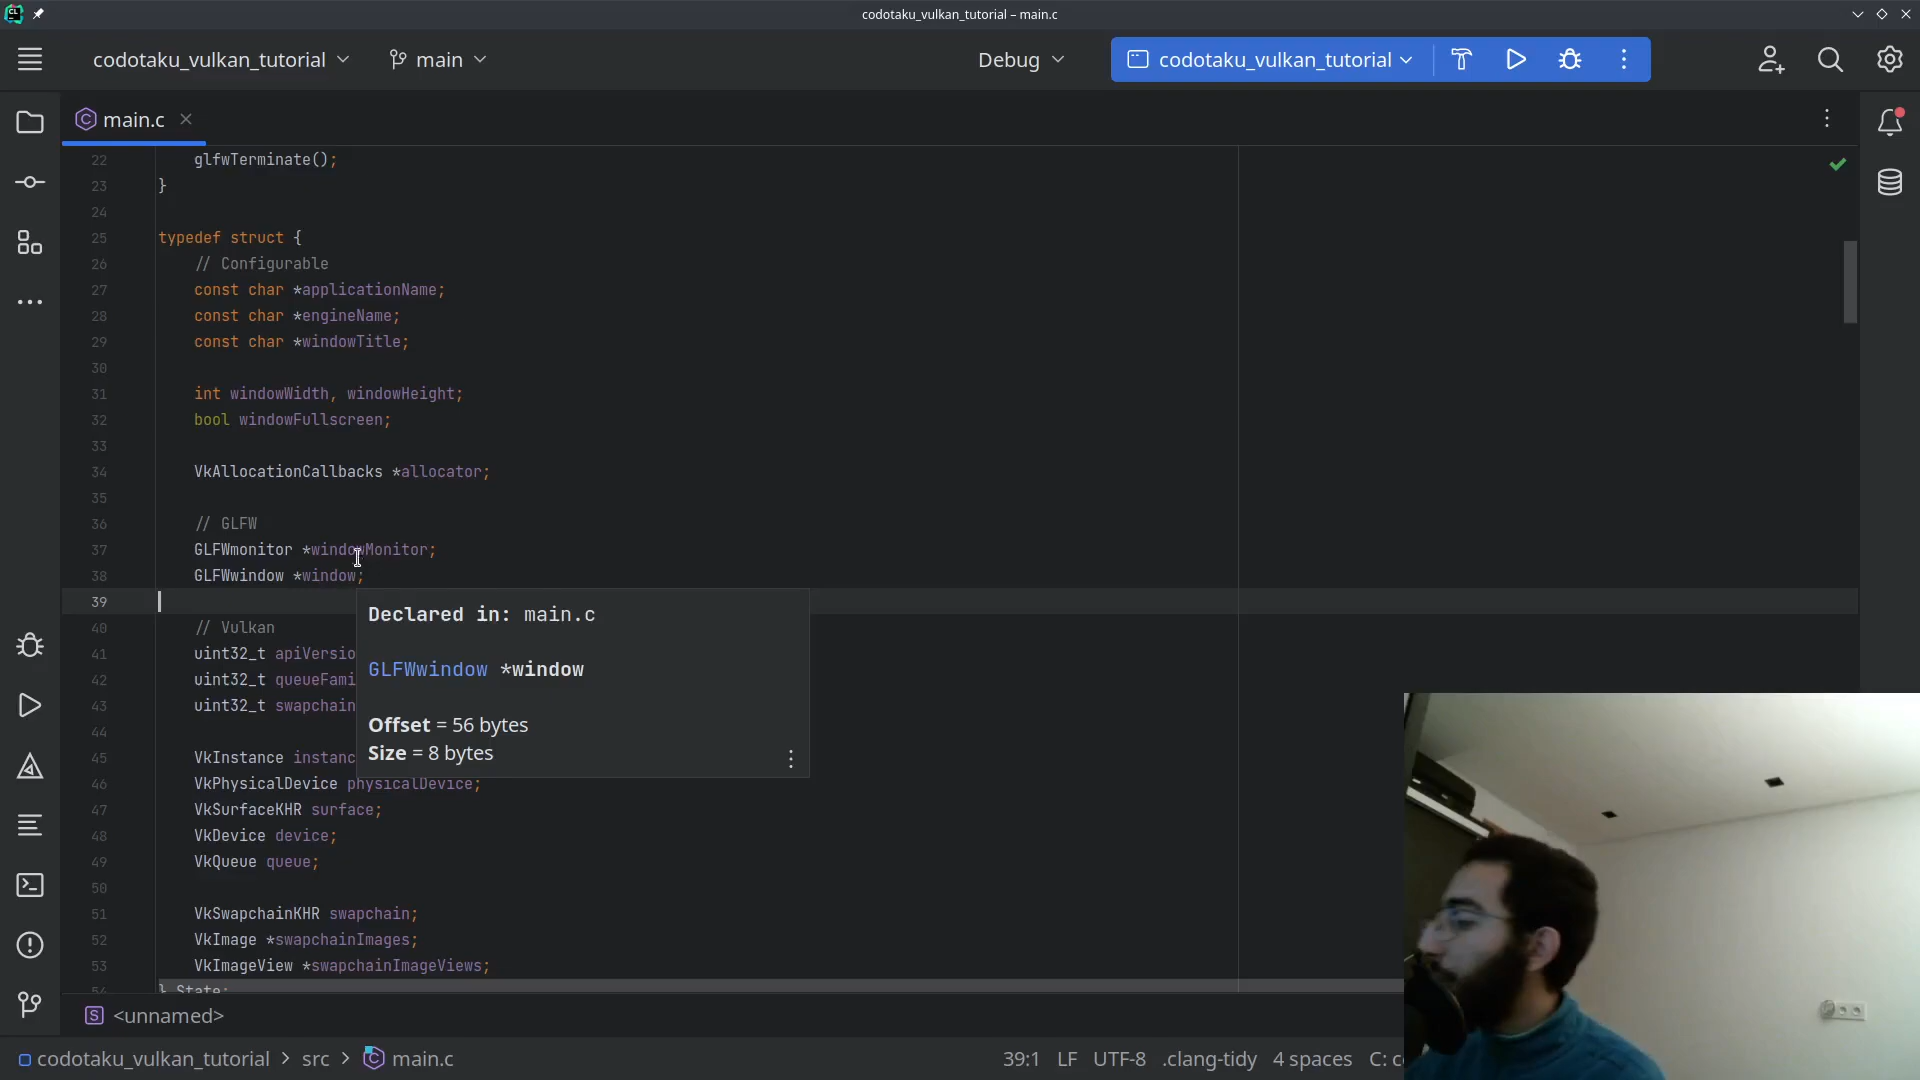 codotaku_vulkan_tutorial – main.c
codotaku_vulkan_tutorial
main
Debug
codotaku_vulkan_tutorial
main.c
22 glfwTerminate();
23 }
24
25 typedef struct {
26 // Configurable
27 const char *applicationName;
28 const char *engineName;
29 const char *windowTitle;
30
31 int windowWidth, windowHeight;
32 bool windowFullscreen;
33
34 VkAllocationCallbacks *allocator;
35
36 // GLFW
37 GLFWmonitor *windowMonitor;
38 GLFWwindow *window;
39
40 // Vulkan
41 uint32_t apiVersio
42 uint32_t queueFami
43 uint32_t swapchain
44
45 VkInstance instanc
46 VkPhysicalDevice physicalDevice;
47 VkSurfaceKHR surface;
48 VkDevice device;
49 VkQueue queue;
50
51 VkSwapchainKHR swapchain;
52 VkImage *swapchainImages;
53 VkImageView *swapchainImageViews;
54 } State;
Declared in: main.c
GLFWwindow *window
Offset = 56 bytes
Size = 8 bytes
S <unnamed>
codotaku_vulkan_tutorial > src > main.c
39:1 LF UTF-8 .clang-tidy 4 spaces C: c